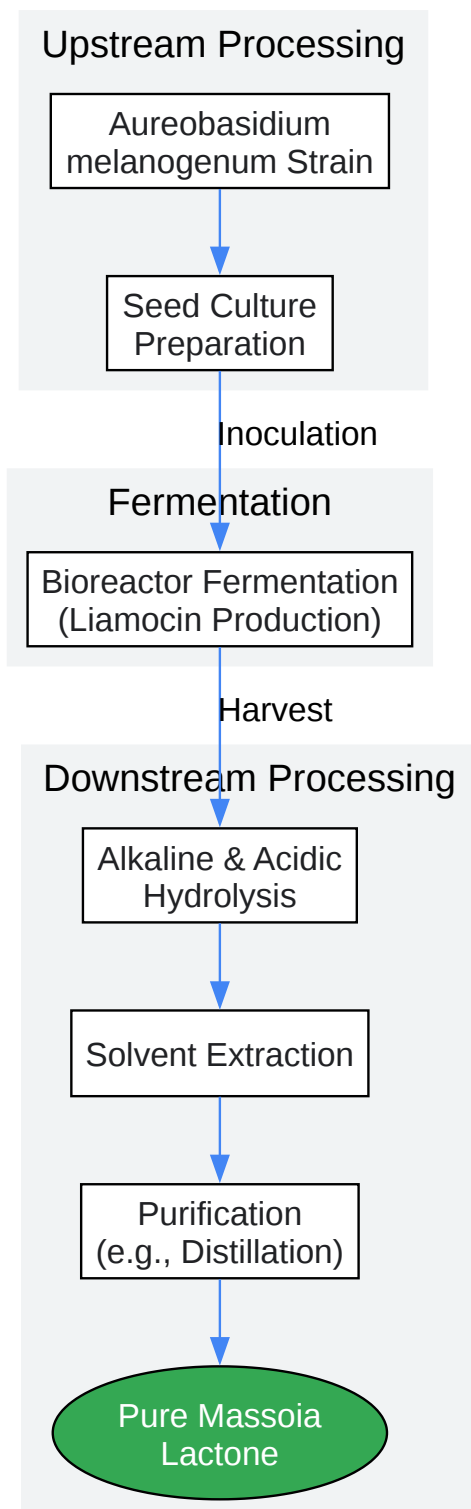 Upstream Processing
Aureobasidium
melanogenum Strain
Seed Culture
Preparation
Inoculation
Fermentation
Bioreactor Fermentation
(Liamocin Production)
Harvest
Downstream Processing
Alkaline & Acidic
Hydrolysis
Solvent Extraction
Purification
(e.g., Distillation)
Pure Massoia
Lactone